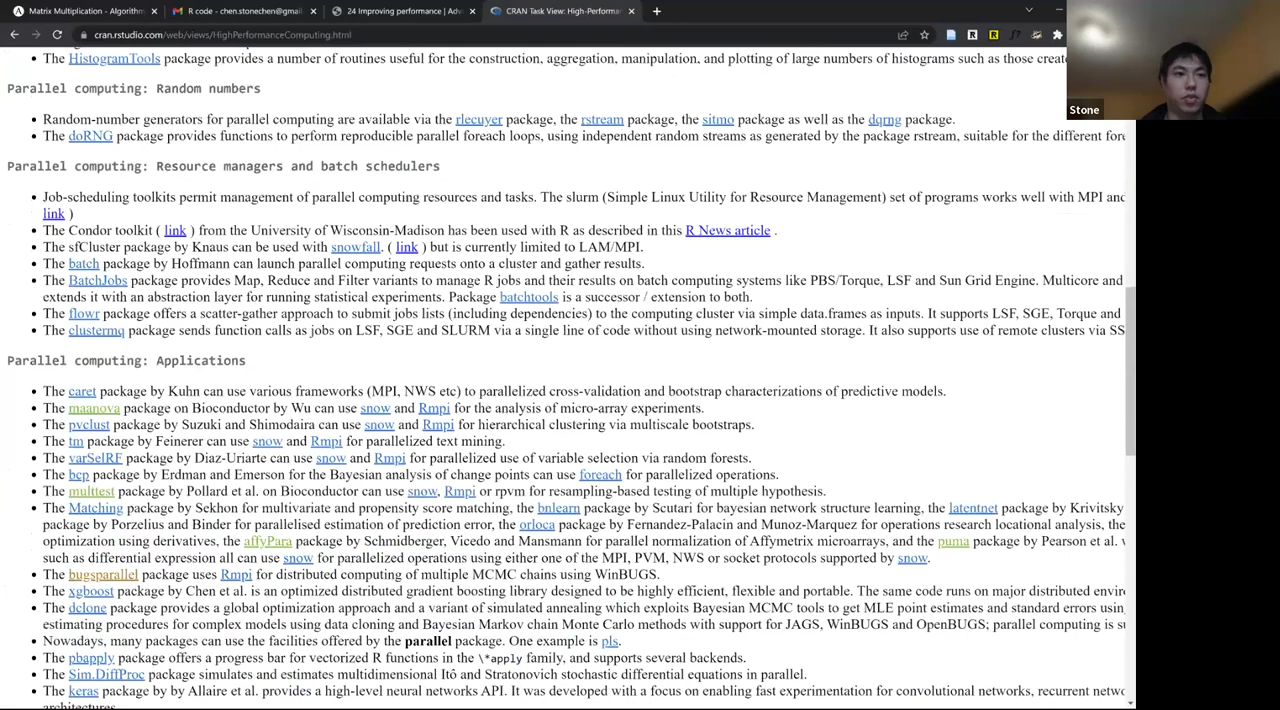 Matrix Multiplication - Algorithm
R code - chen.stonechen@gmail
24 Improving performance | Adv
CRAN Task View: High-Performa
cran.rstudio.com/web/views/HighPerformanceComputing.html
The HistogramTools package provides a number of routines useful for the construction, aggregation, manipulation, and plotting of large numbers of histograms such as those create
Stone
Parallel computing: Random numbers
Random-number generators for parallel computing are available via the rlecuyer package, the rstream package, the sitmo package as well as the dqrng package.
The doRNG package provides functions to perform reproducible parallel foreach loops, using independent random streams as generated by the package rstream, suitable for the different fore
Parallel computing: Resource managers and batch schedulers
Job-scheduling toolkits permit management of parallel computing resources and tasks. The slurm (Simple Linux Utility for Resource Management) set of programs works well with MPI and
link )
The Condor toolkit ( link ) from the University of Wisconsin-Madison has been used with R as described in this R News article .
The sfCluster package by Knaus can be used with snowfall. ( link ) but is currently limited to LAM/MPI.
The batch package by Hoffmann can launch parallel computing requests onto a cluster and gather results.
The BatchJobs package provides Map, Reduce and Filter variants to manage R jobs and their results on batch computing systems like PBS/Torque, LSF and Sun Grid Engine. Multicore and
extends it with an abstraction layer for running statistical experiments. Package batchtools is a successor / extension to both.
The flowr package offers a scatter-gather approach to submit jobs lists (including dependencies) to the computing cluster via simple data.frames as inputs. It supports LSF, SGE, Torque and
The clustermq package sends function calls as jobs on LSF, SGE and SLURM via a single line of code without using network-mounted storage. It also supports use of remote clusters via SS
Parallel computing: Applications
The caret package by Kuhn can use various frameworks (MPI, NWS etc) to parallelized cross-validation and bootstrap characterizations of predictive models.
The maanova package on Bioconductor by Wu can use snow and Rmpi for the analysis of micro-array experiments.
The pvclust package by Suzuki and Shimodaira can use snow and Rmpi for hierarchical clustering via multiscale bootstraps.
The tm package by Feinerer can use snow and Rmpi for parallelized text mining.
The varSelRF package by Diaz-Uriarte can use snow and Rmpi for parallelized use of variable selection via random forests.
The bcp package by Erdman and Emerson for the Bayesian analysis of change points can use foreach for parallelized operations.
The multtest package by Pollard et al. on Bioconductor can use snow, Rmpi or rpvm for resampling-based testing of multiple hypothesis.
The Matching package by Sekhon for multivariate and propensity score matching, the bnlearn package by Scutari for bayesian network structure learning, the latentnet package by Krivitsky
package by Porzelius and Binder for parallelised estimation of prediction error, the orloca package by Fernandez-Palacin and Munoz-Marquez for operations research locational analysis, the
optimization using derivatives, the affyPara package by Schmidberger, Vicedo and Mansmann for parallel normalization of Affymetrix microarrays, and the puma package by Pearson et al.
such as differential expression all can use snow for parallelized operations using either one of the MPI, PVM, NWS or socket protocols supported by snow.
The bugsparallel package uses Rmpi for distributed computing of multiple MCMC chains using WinBUGS.
The xgboost package by Chen et al. is an optimized distributed gradient boosting library designed to be highly efficient, flexible and portable. The same code runs on major distributed envir
The dclone package provides a global optimization approach and a variant of simulated annealing which exploits Bayesian MCMC tools to get MLE point estimates and standard errors using
estimating procedures for complex models using data cloning and Bayesian Markov chain Monte Carlo methods with support for JAGS, WinBUGS and OpenBUGS; parallel computing is su
Nowadays, many packages can use the facilities offered by the parallel package. One example is pls.
The pbapply package offers a progress bar for vectorized R functions in the \*apply family, and supports several backends.
The Sim.DiffProc package simulates and estimates multidimensional Itô and Stratonovich stochastic differential equations in parallel.
The keras package by by Allaire et al. provides a high-level neural networks API. It was developed with a focus on enabling fast experimentation for convolutional networks, recurrent netwo
architectures.